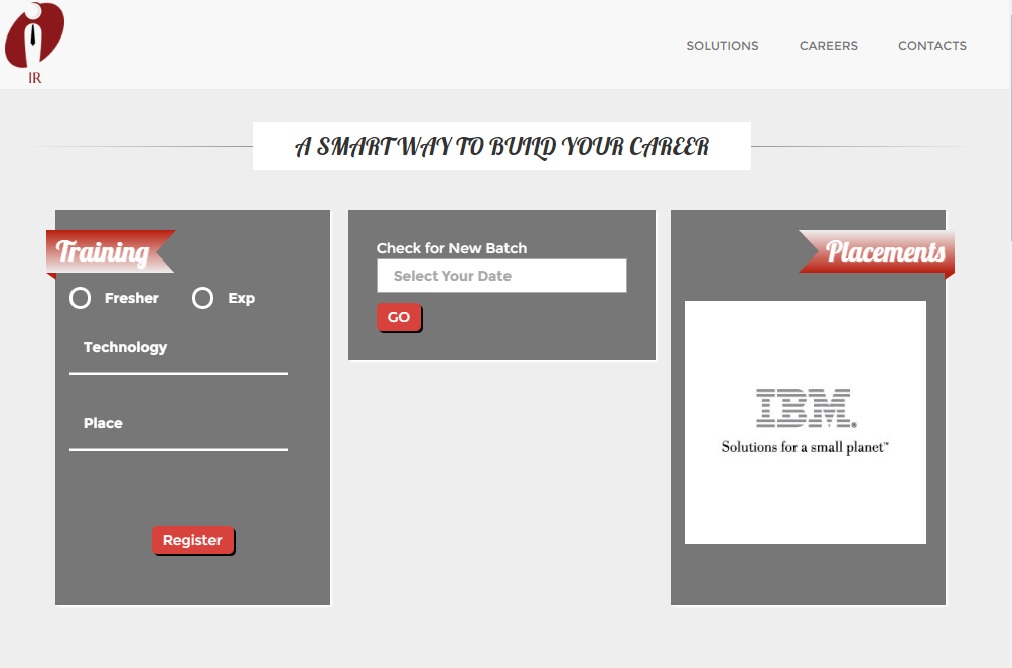 IR
SOLUTIONS
CAREERS
CONTACTS
A SMART WAY TO BUILD YOUR CAREER
Training
Fresher
Exp
Technology
Place
Register
Check for New Batch
Select Your Date
GO
Placements
IBM®
Solutions for a small planet™